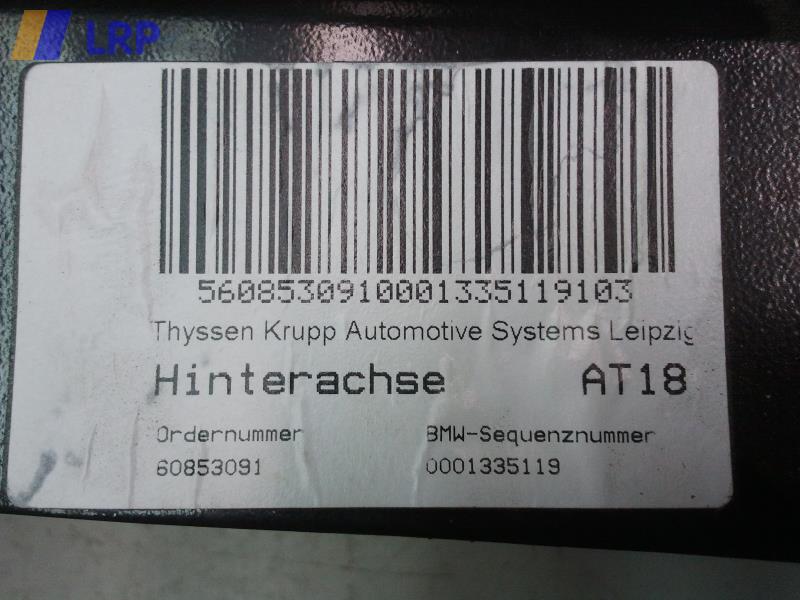 LRP
5608530910001335119103
Thyssen Krupp Automotive Systems Leipzig
Hinterachse AT18
Ordernummer BMW-Sequenznummer
60853091 0001335119